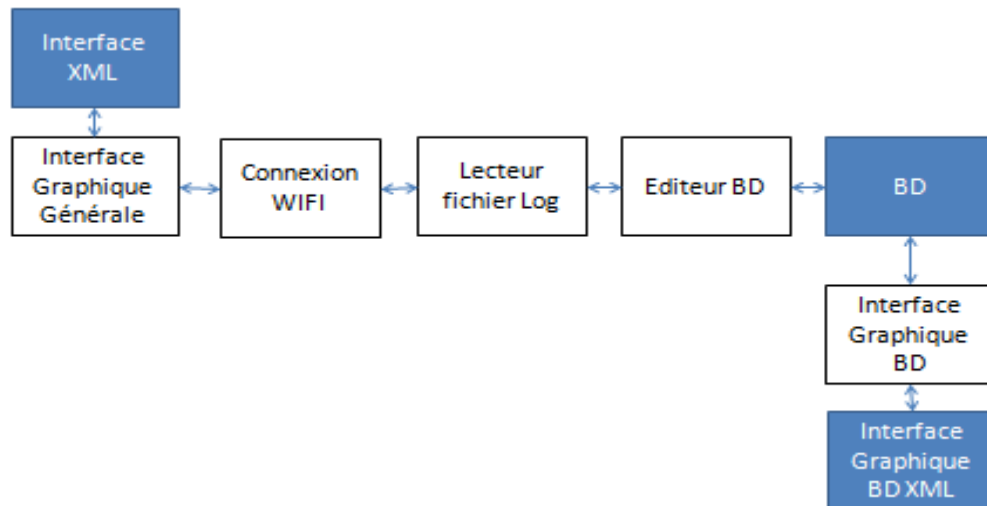 Interface
XML
Interface
Graphique
Générale
Connexion
WIFI
Lecteur
fichier Log
Editeur BD
BD
Interface
Graphique
BD
Interface
Graphique
BD XML